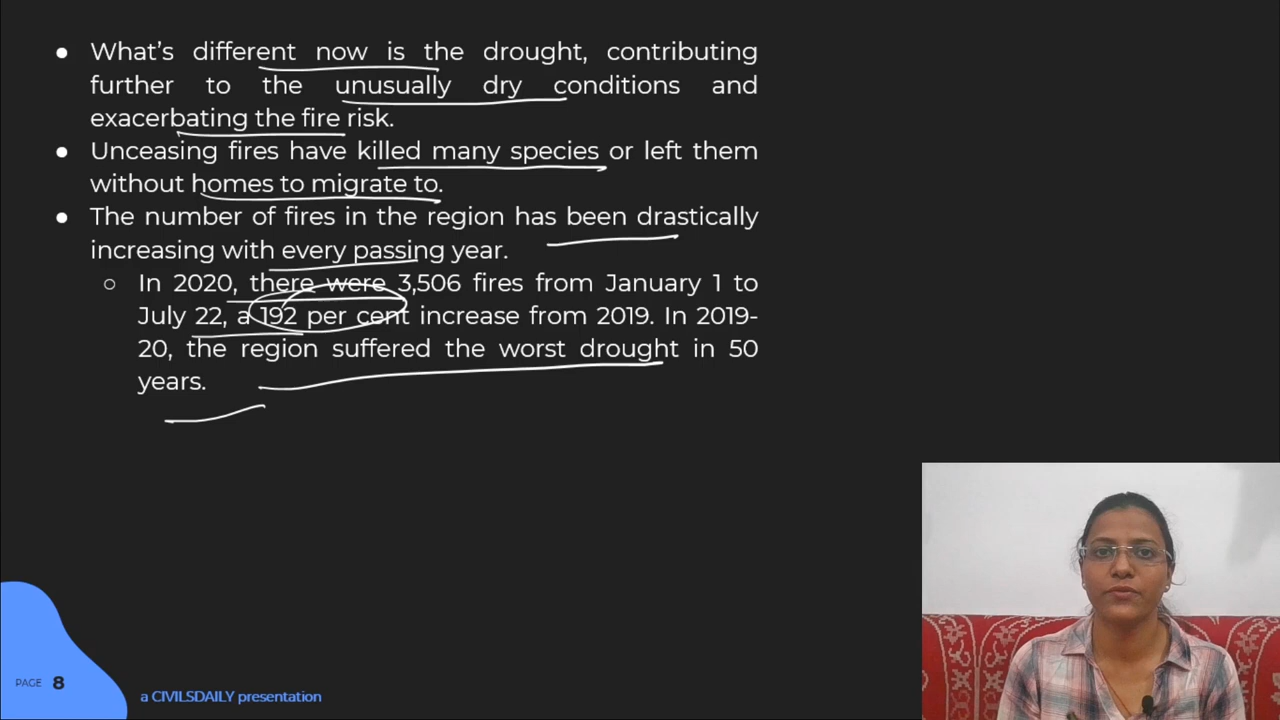 ● What's different now is the drought, contributing
further to the unusually dry conditions and
exacerbating the fire risk.
● Unceasing fires have killed many species or left them
without homes to migrate to.
● The number of fires in the region has been drastically
increasing with every passing year.
○ In 2020, there were 3,506 fires from January 1 to
July 22, a 192 per cent increase from 2019. In 2019-
20, the region suffered the worst drought in 50
years.
PAGE 8
a CIVILSDAILY presentation